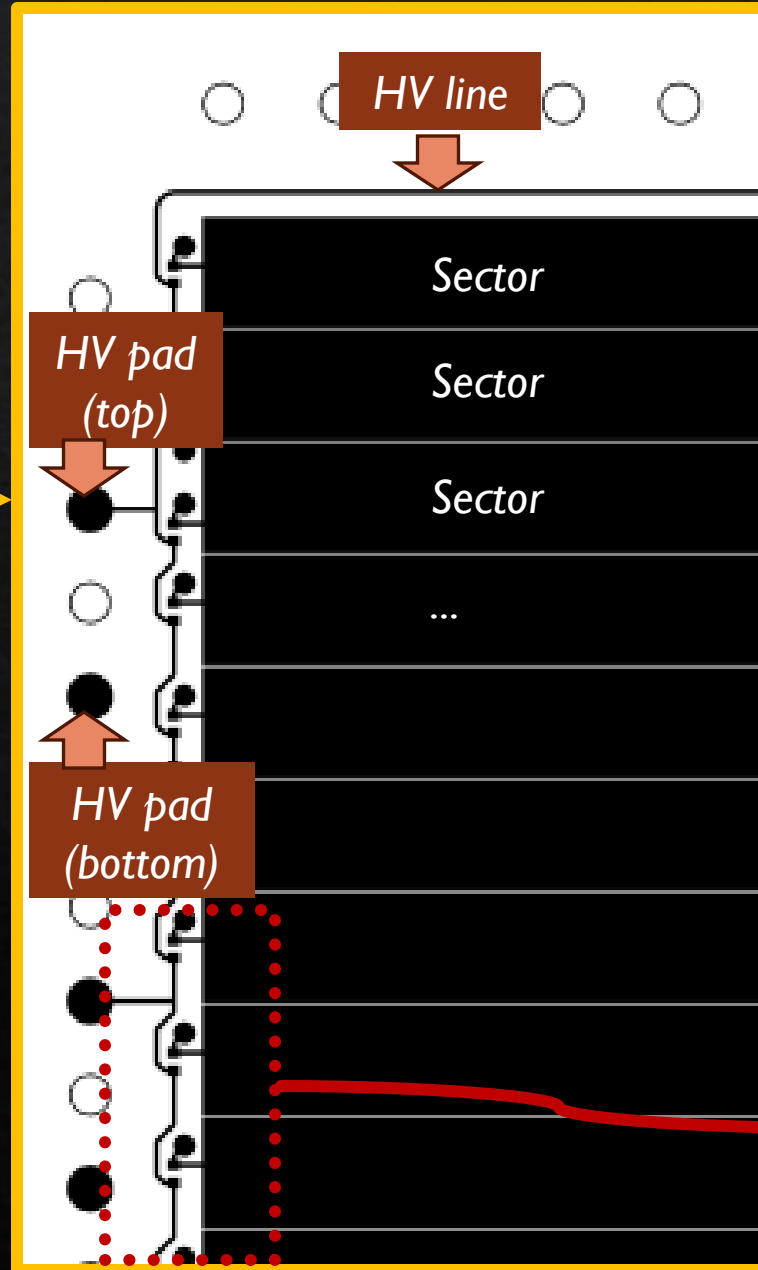 HV line
Sector
HV pad
(top)
Sector
Sector
...
HV pad
(bottom)